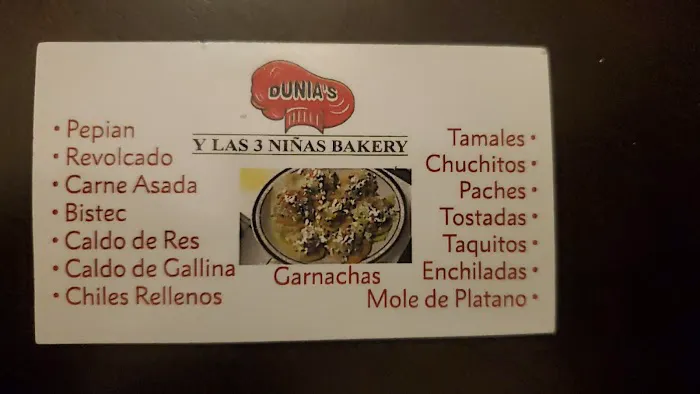 DUNIA'S
Y LAS 3 NIÑAS BAKERY
• Pepian
• Revolcado
• Carne Asada
• Bistec
• Caldo de Res
• Caldo de Gallina
• Chiles Rellenos
Garnachas
Tamales •
Chuchitos •
Paches •
Tostadas •
Taquitos •
Enchiladas •
Mole de Platano •